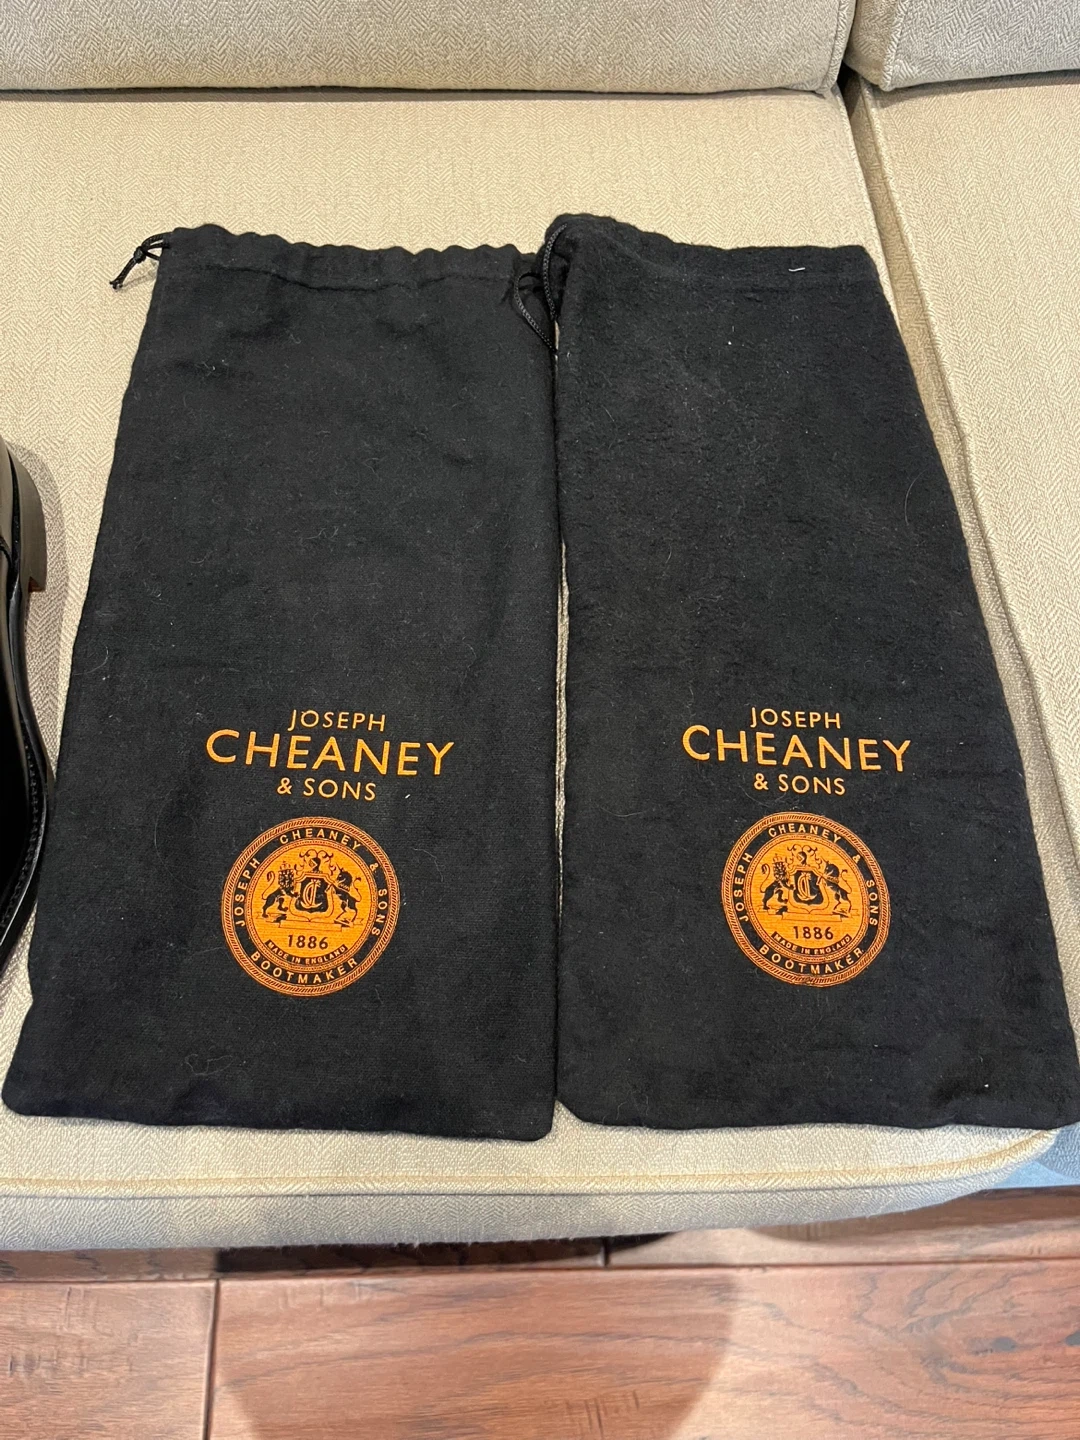 JOSEPH
CHEANEY
& SONS
JOSEPH CHEANEY & SONS
1886
MADE IN ENGLAND
BOOTMAKER
JOSEPH
CHEANEY
& SONS
JOSEPH CHEANEY & SONS
1886
MADE IN ENGLAND
BOOTMAKER